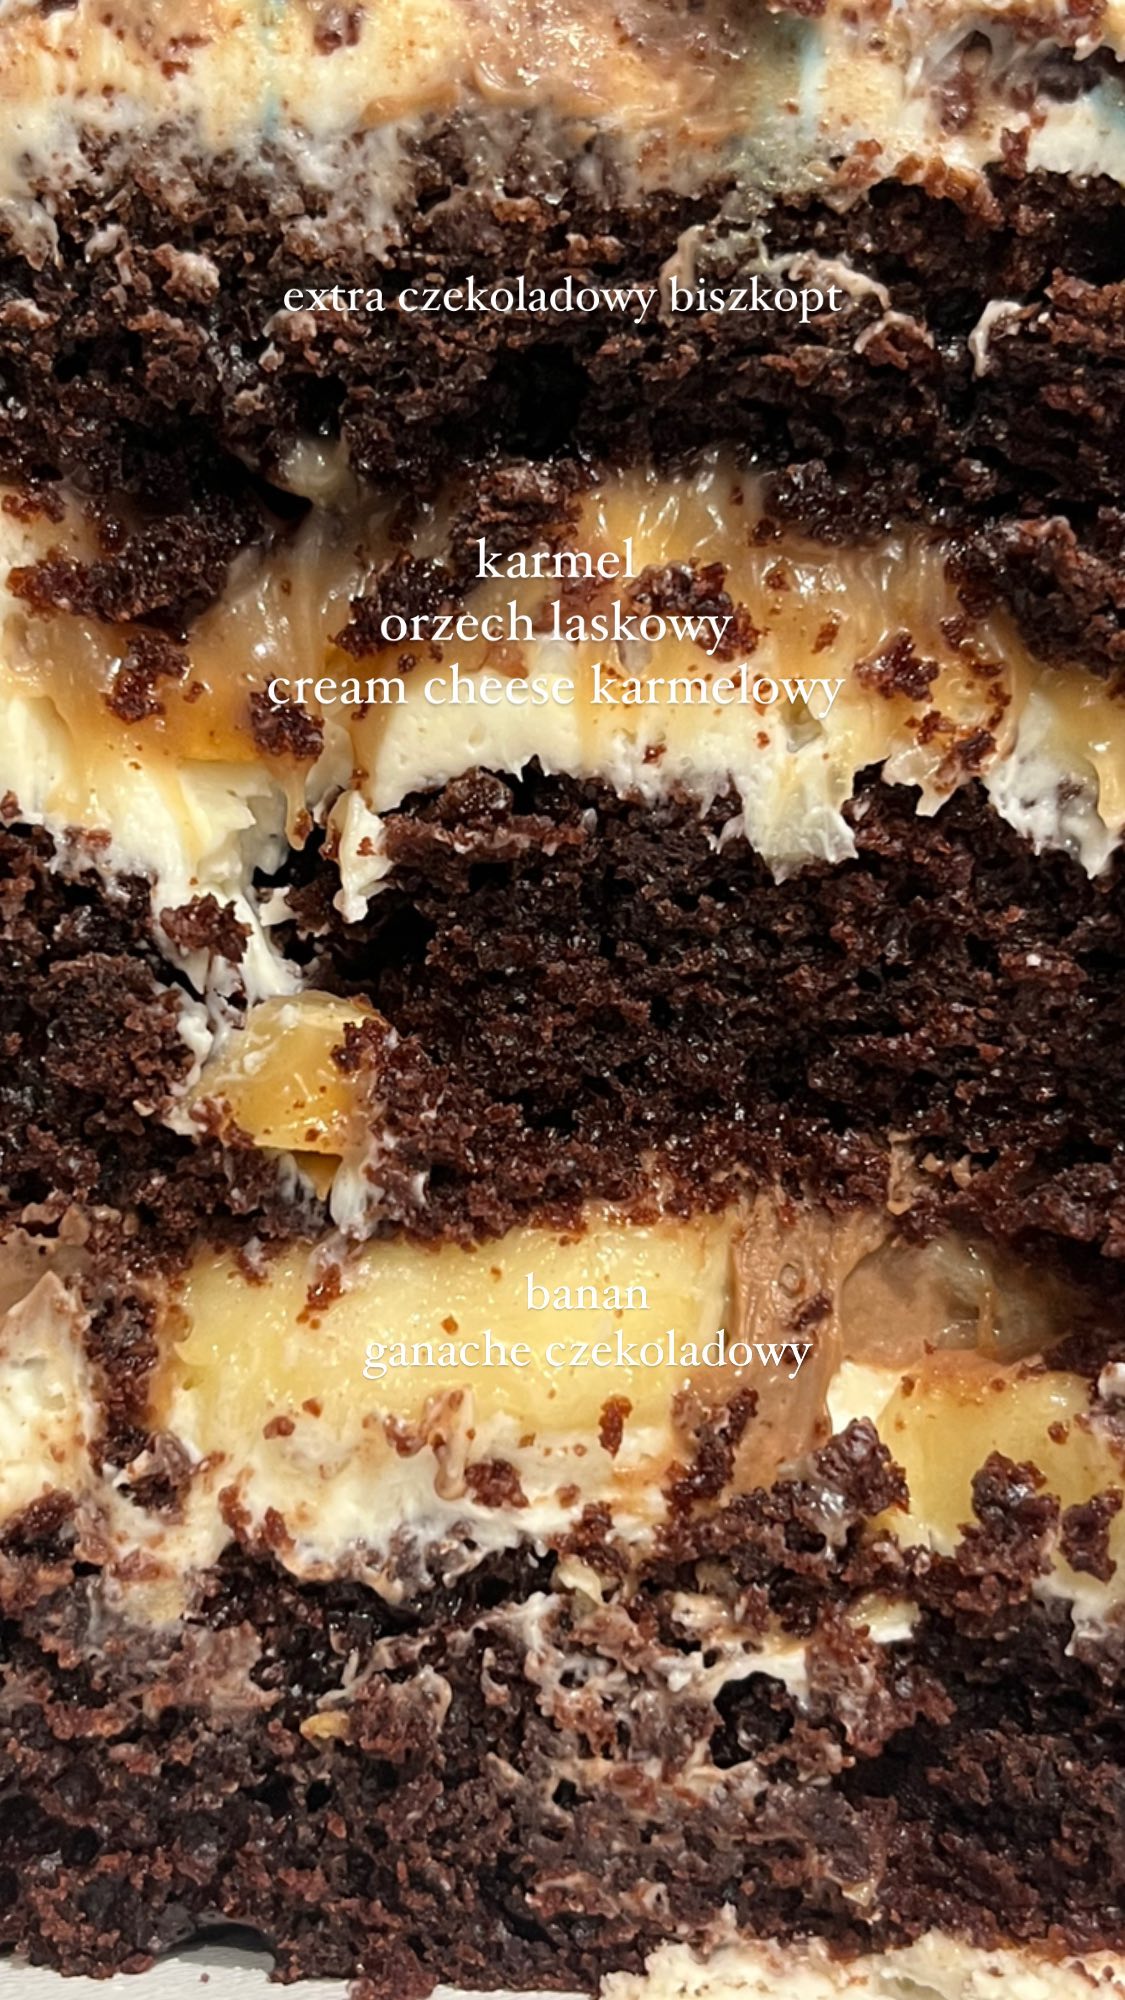 extra czekoladowy biszkopt
karmel
orzech laskowy
cream cheese karmelowy
banan
ganache czekoladowy